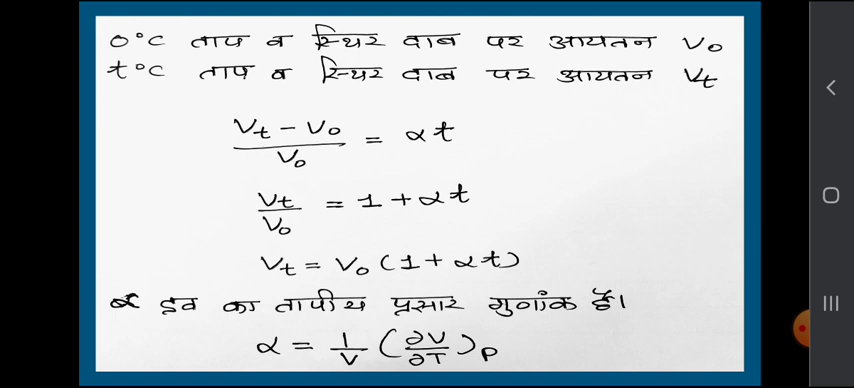 0°C ताप व स्थिर दाब पर आयतन V₀
t°C ताप व स्थिर दाब पर आयतन Vₜ
(Vₜ - V₀)/V₀ = αt
Vₜ/V₀ = 1 + αt
Vₜ = V₀ (1 + αt)
α द्रव का तापीय प्रसार गुणांक है।
α = 1/V (∂V/∂T)ₚ